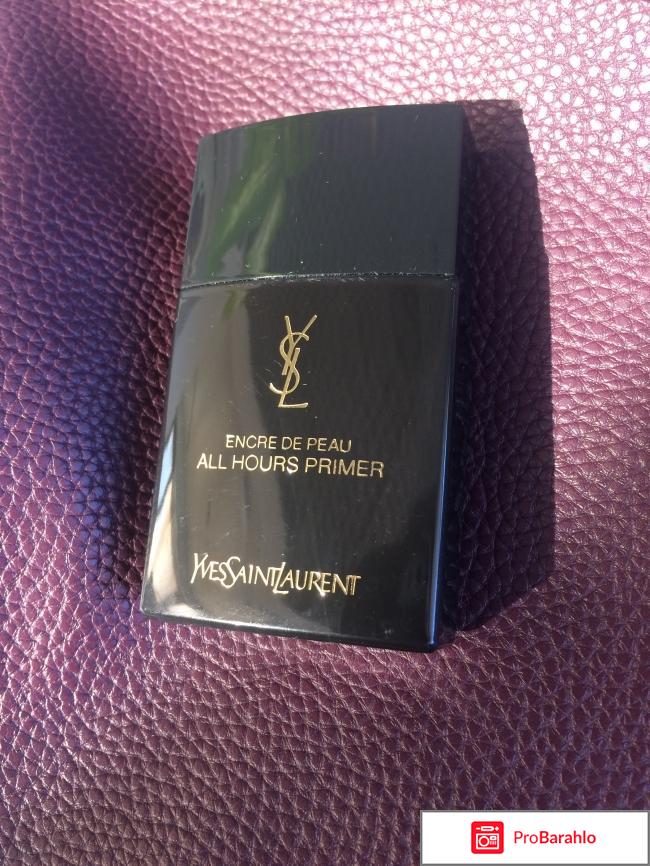 YSL
ENCRE DE PEAU
ALL HOURS PRIMER
YVESSAINTLAURENT
ProBarahlo